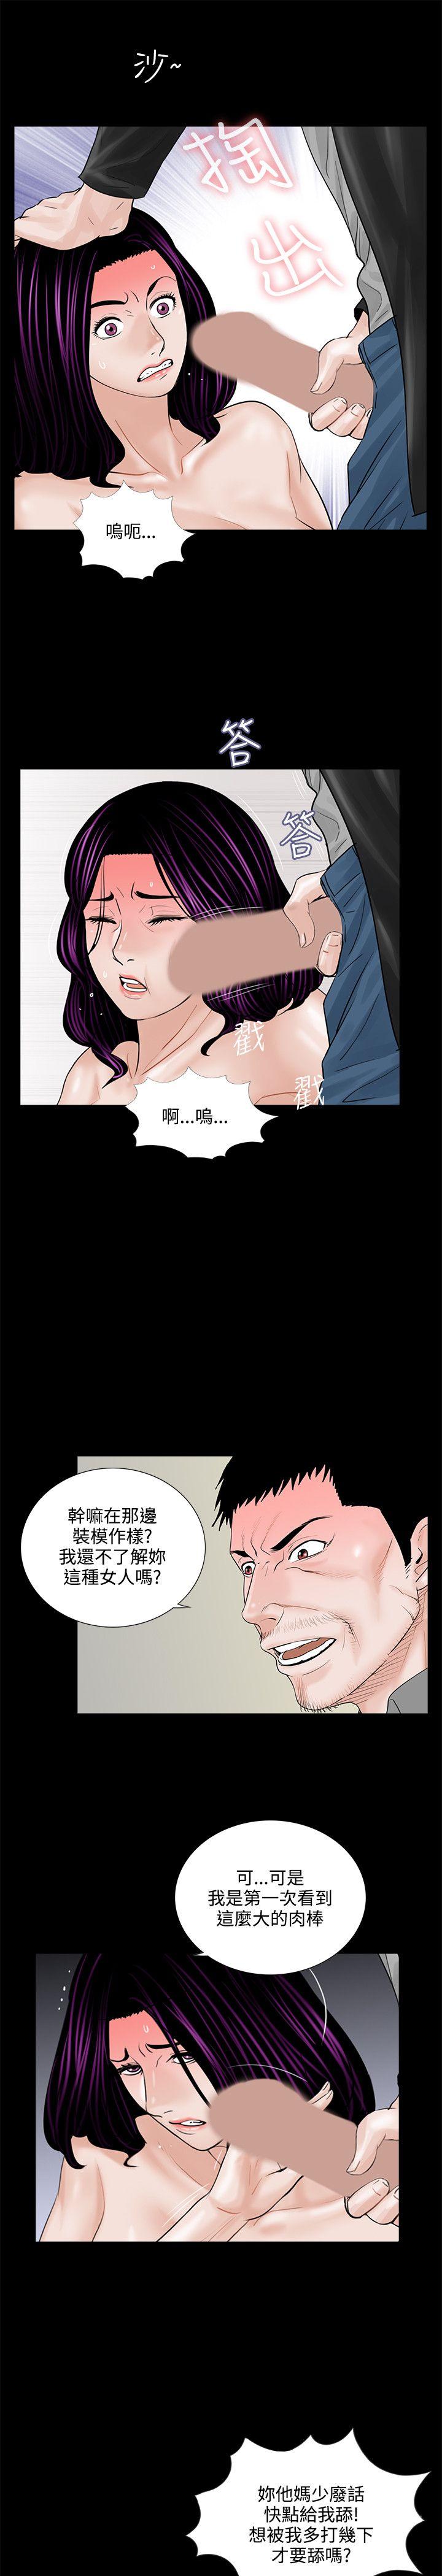 沙~
掏
出
嗚呃...
答
答
戳
戳
啊...嗚...
幹嘛在那邊
裝模作樣?
我還不了解妳
這種女人嗎?
可...可是
我是第一次看到
這麼大的肉棒
妳他媽少廢話
快點給我舔!
想被我多打幾下
才要舔嗎?